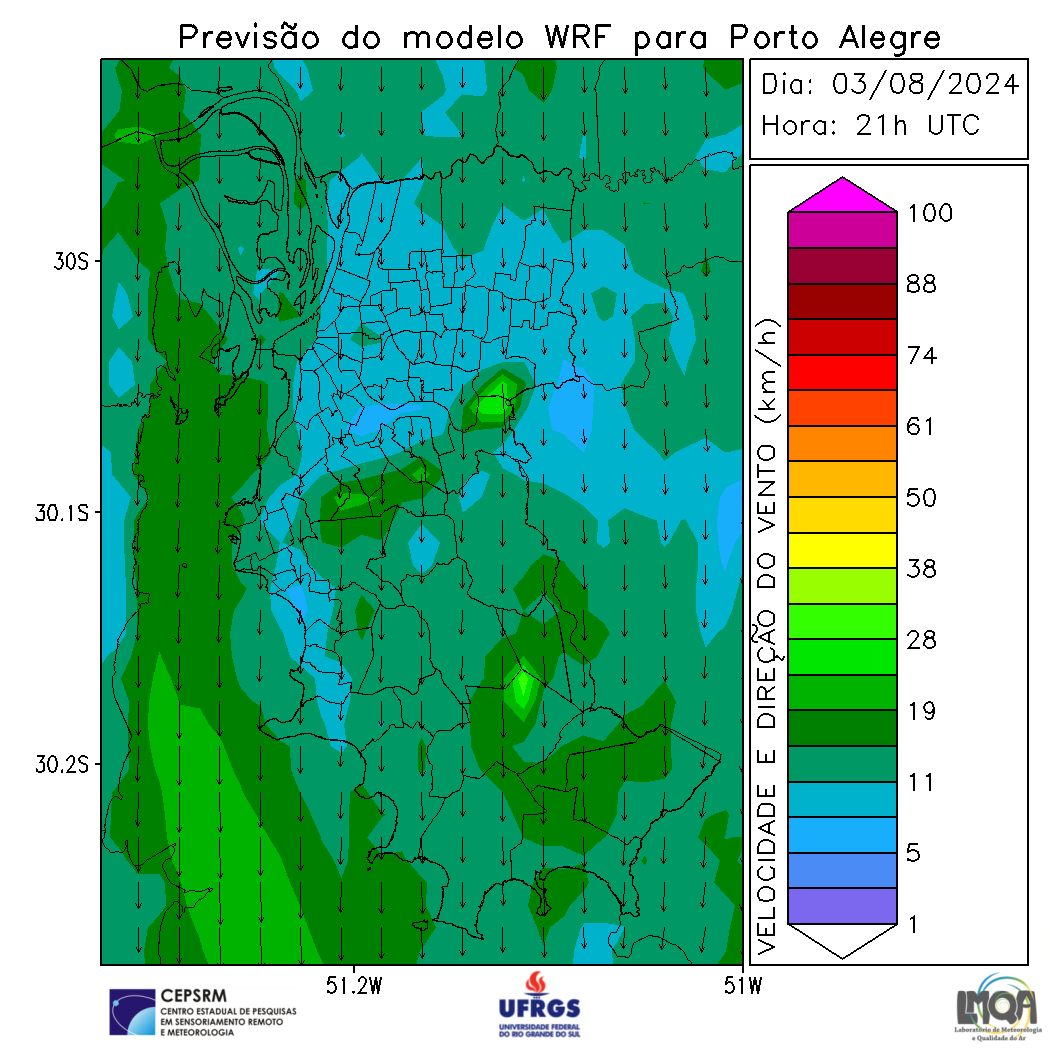 Previsão do modelo WRF para Porto Alegre
Dia: 03/08/2024
Hora: 21h UTC
30S
30.1S
30.2S
51.2W
51W
VELOCIDADE E DIREÇÃO DO VENTO (km/h)
100
88
74
61
50
38
28
19
11
5
1
CEPSRM
CENTRO ESTADUAL DE PESQUISAS
EM SENSORIAMENTO REMOTO
E METEOROLOGIA
UFRGS
UNIVERSIDADE FEDERAL
DO RIO GRANDE DO SUL
LMQA
Laboratório de Meteorologia
e Qualidade do Ar